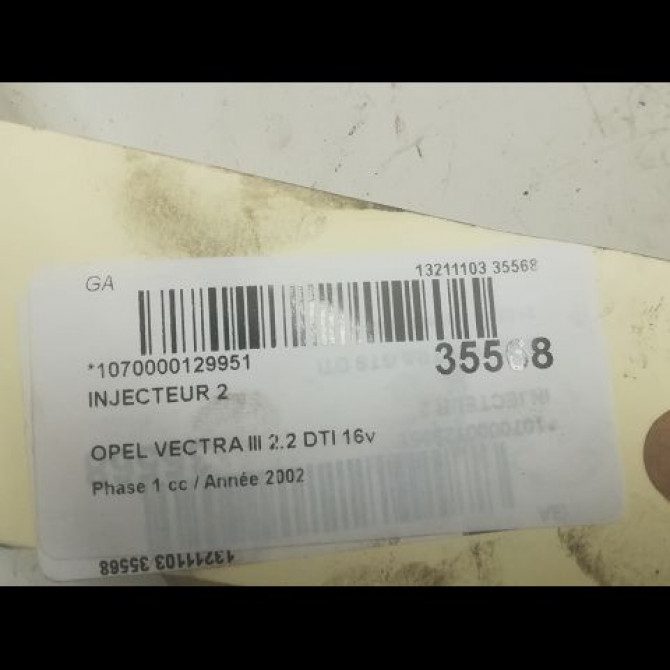 GA
13211103 35568
*1070000129951
35568
INJECTEUR 2
OPEL VECTRA III 2.2 DTI 16v
Phase 1 cc / Année 2002
13211103 35568